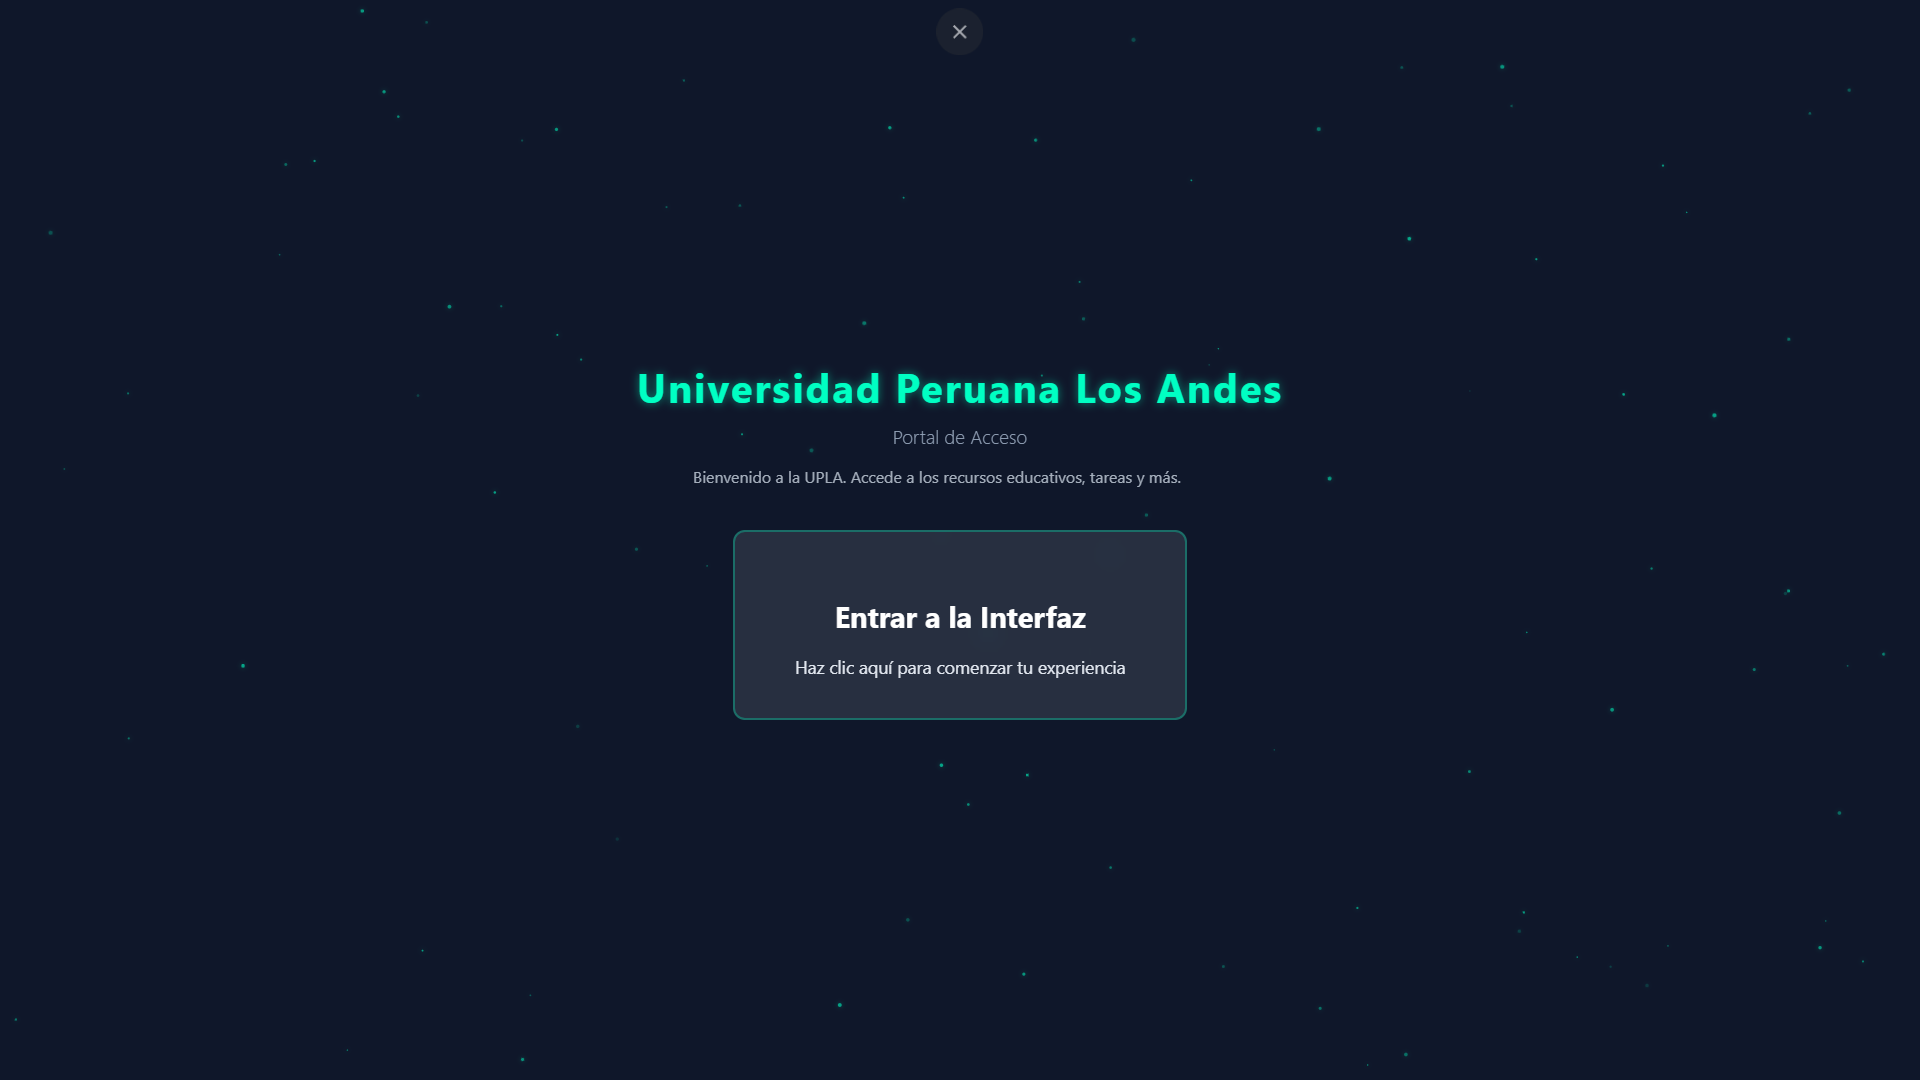 Universidad Peruana Los Andes
Portal de Acceso
Bienvenido a la UPLA. Accede a los recursos educativos, tareas y más.
Entrar a la Interfaz
Haz clic aquí para comenzar tu experiencia